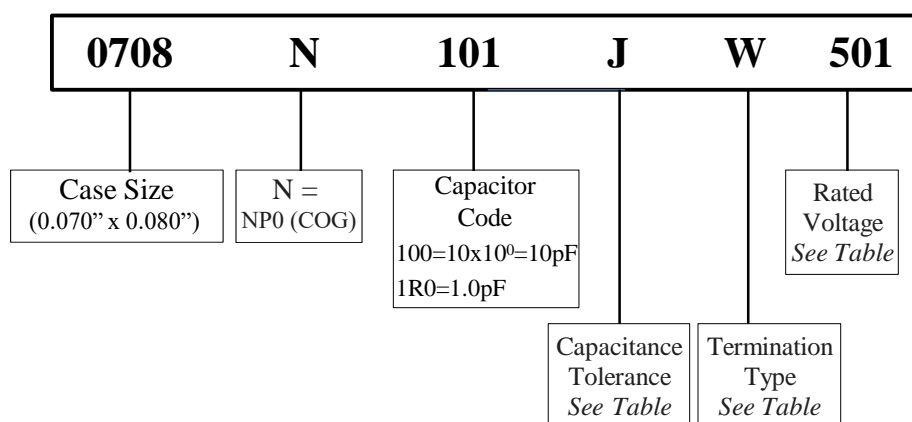 0708 N 101 J W 501
Case Size
(0.070” x 0.080”)
N =
NP0 (COG)
Capacitor
Code
100=10x10⁰=10pF
1R0=1.0pF
Rated
Voltage
See Table
Capacitance
Tolerance
See Table
Termination
Type
See Table